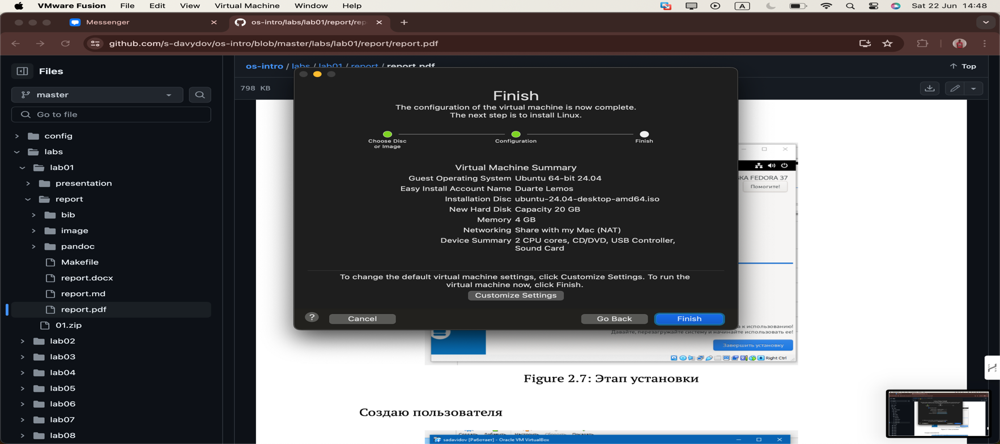 VMware Fusion File Edit View Virtual Machine Window Help A Sat 22 Jun 14:48
Messenger os-intro/labs/lab01/report/rep
github.com/s-davydov/os-intro/blob/master/labs/lab01/report/report.pdf
Files
master
Go to file
config
labs
lab01
presentation
report
bib
image
pandoc
Makefile
report.docx
report.md
report.pdf
01.zip
lab02
lab03
lab04
lab05
lab06
lab07
lab08
os-intro / labs / lab01 / report / report.pdf
Top
798 KB
Finish
The configuration of the virtual machine is now complete.
The next step is to install Linux.
Choose Disc
or Image
Configuration
Finish
Virtual Machine Summary
Guest Operating System Ubuntu 64-bit 24.04
Easy Install Account Name Duarte Lemos
Installation Disc ubuntu-24.04-desktop-amd64.iso
New Hard Disk Capacity 20 GB
Memory 4 GB
Networking Share with my Mac (NAT)
Device Summary 2 CPU cores, CD/DVD, USB Controller,
Sound Card
To change the default virtual machine settings, click Customize Settings. To run the
virtual machine now, click Finish.
Customize Settings
? Cancel Go Back Finish
КА FEDORA 37
Помогите!
а к использованию!
Давайте, перезагружайте систему и начинайте использовать ее!
Завершить установку
Right Ctrl
Figure 2.7: Этап установки
Создаю пользователя
sadavidov [Работает] - Oracle VM VirtualBox